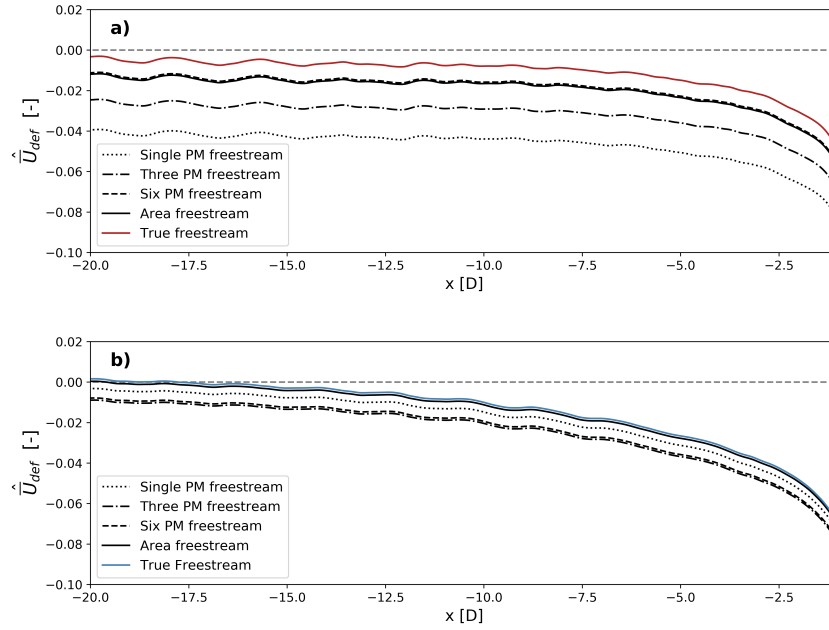 a)
0.02
0.00
−0.02
−0.04
−0.06
−0.08
−0.10
Û̄def [-]
Single PM freestream
Three PM freestream
Six PM freestream
Area freestream
True freestream
−20.0 −17.5 −15.0 −12.5 −10.0 −7.5 −5.0 −2.5
x [D]
b)
0.02
0.00
−0.02
−0.04
−0.06
−0.08
−0.10
Û̄def [-]
Single PM freestream
Three PM freestream
Six PM freestream
Area freestream
True Freestream
−20.0 −17.5 −15.0 −12.5 −10.0 −7.5 −5.0 −2.5
x [D]